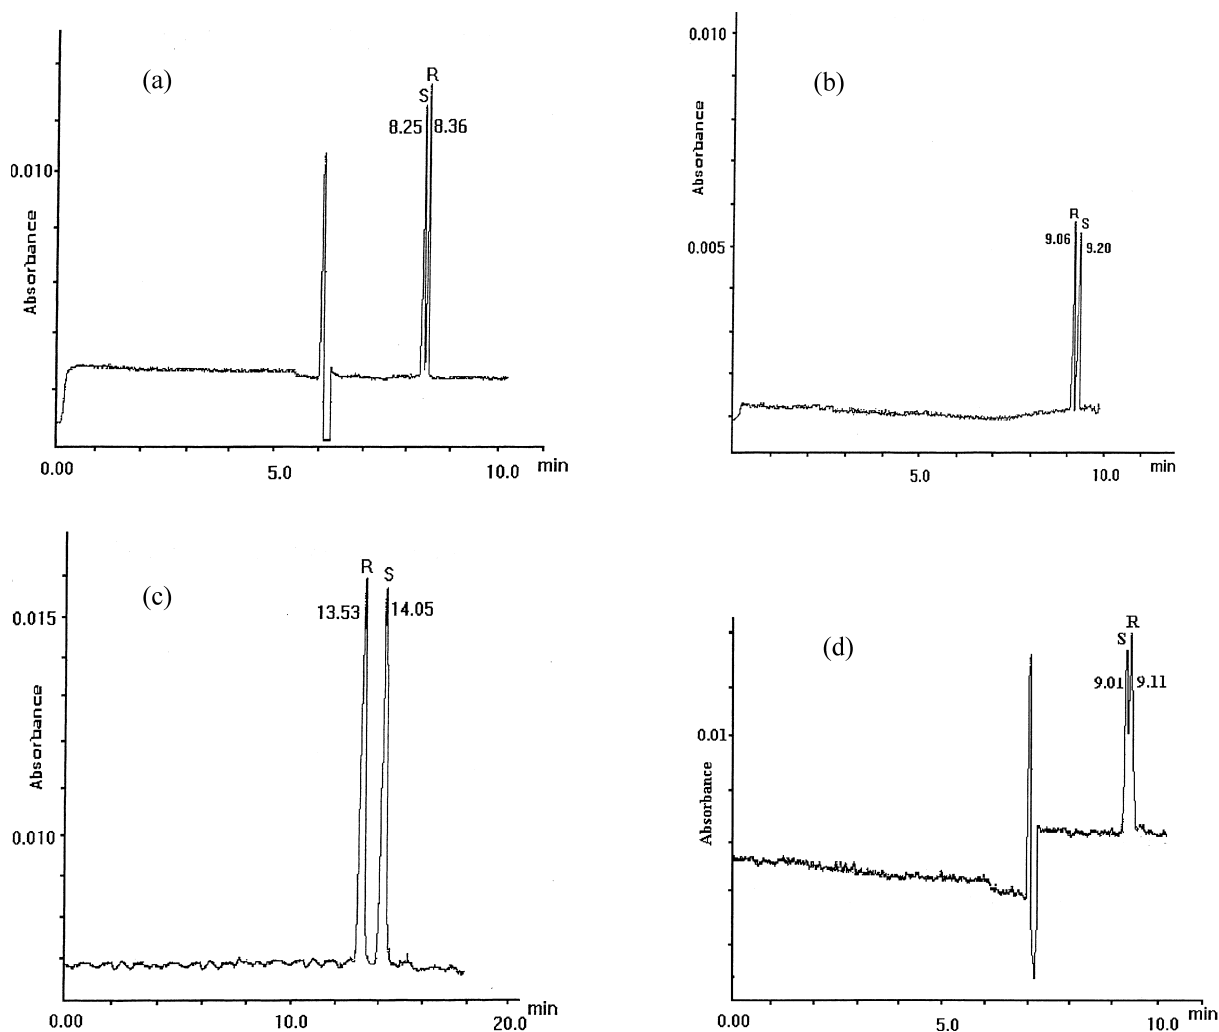 (a)
R
S
8.25 8.36
0.010
Absorbance
0.00 5.0 10.0 min
(b)
0.010
Absorbance
R S
9.06 9.20
0.005
5.0 10.0 min
(c)
R S
13.53 14.05
0.015
Absorbance
0.010
0.00 10.0 20.0 min
(d)
R
S
9.01 9.11
0.01
Absorbance
0.00 5.0 10.0 min